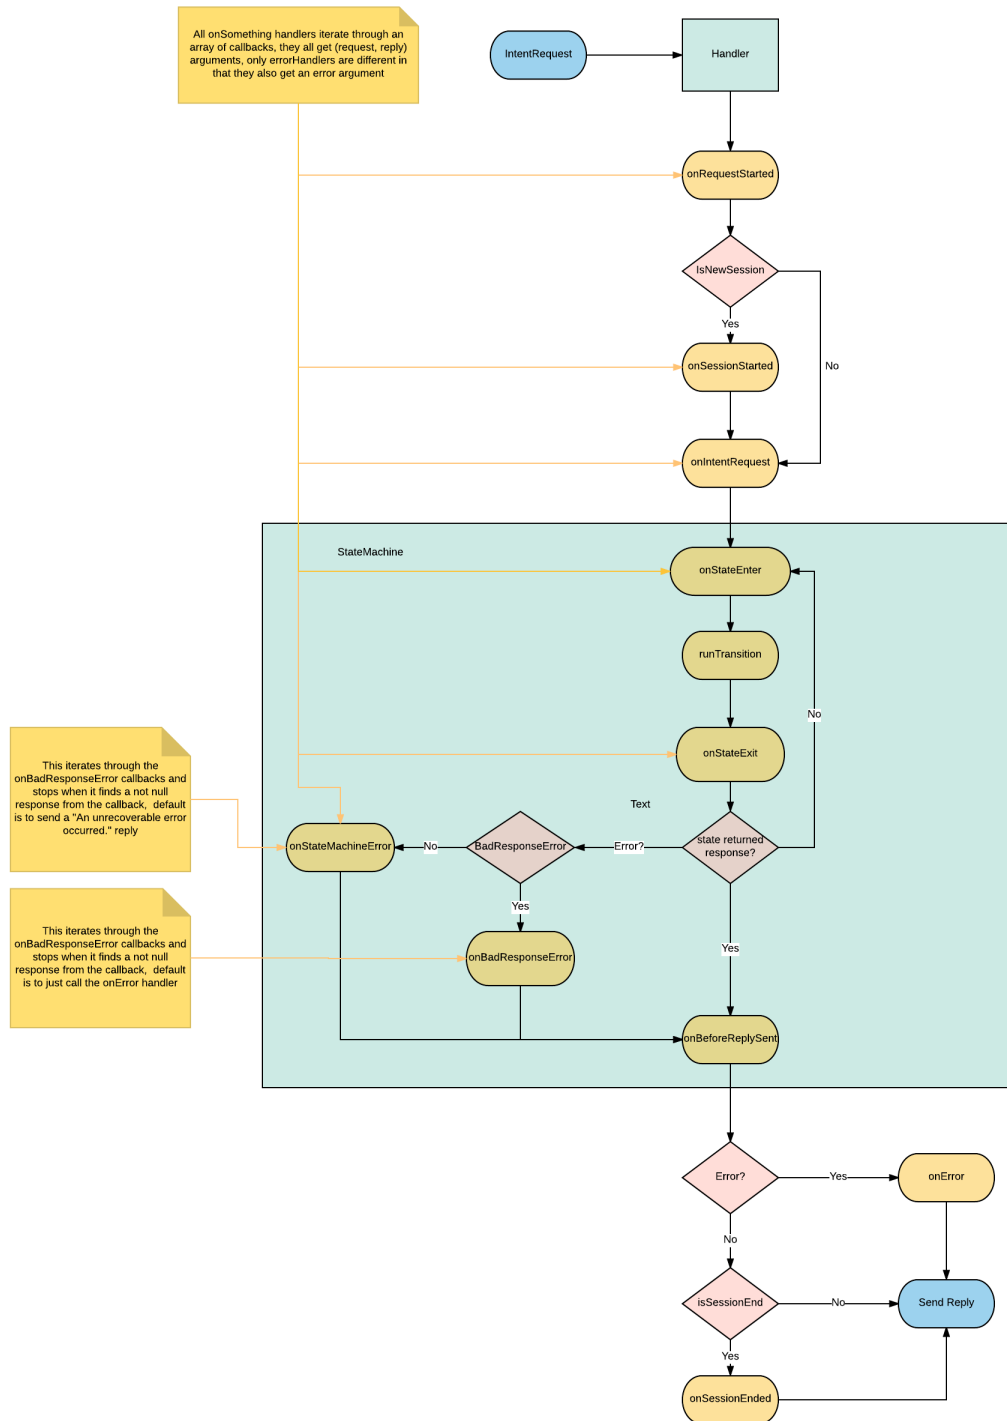 All onSomething handlers iterate through an
array of callbacks, they all get (request, reply)
arguments, only errorHandlers are different in
that they also get an error argument
IntentRequest
Handler
onRequestStarted
IsNewSession
Yes
onSessionStarted
No
onIntentRequest
StateMachine
onStateEnter
runTransition
No
onStateExit
This iterates through the
onBadResponseError callbacks and
stops when it finds a not null
response from the callback,  default
is to send a "An unrecoverable error
occurred." reply
Text
onStateMachineError
No
BadResponseError
Error?
state returned
response?
Yes
This iterates through the
onBadResponseError callbacks and
stops when it finds a not null
response from the callback,  default
is to just call the onError handler
onBadResponseError
Yes
onBeforeReplySent
Error?
Yes
onError
No
isSessionEnd
No
Send Reply
Yes
onSessionEnded